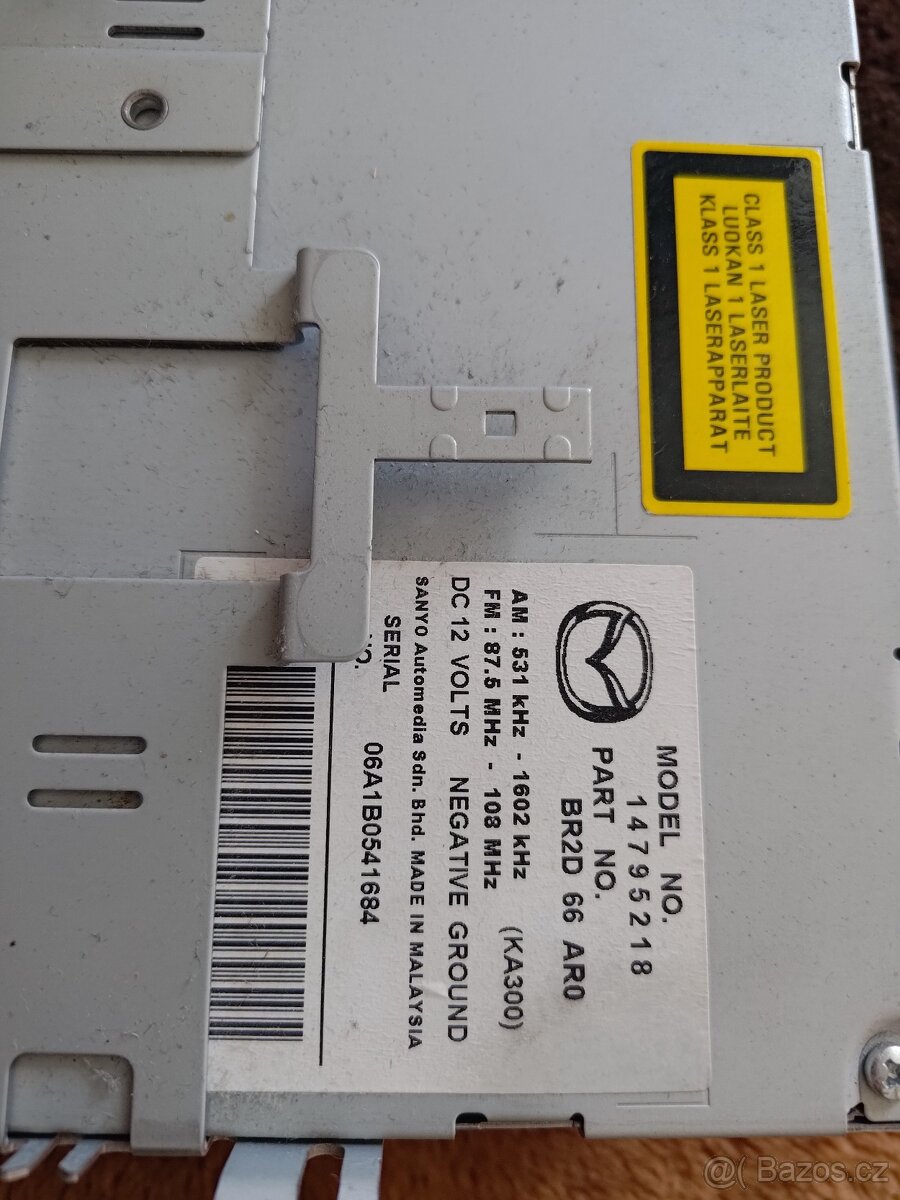 CLASS 1 LASER PRODUCT
LUOKAN 1 LASERLAITE
KLASS 1 LASERAPPARAT
MODEL NO.
14795218
PART NO.
BR2D 66 AR0
AM : 531 kHz - 1602 kHz
FM : 87.5 MHz - 108 MHz (KA300)
DC 12 VOLTS NEGATIVE GROUND
SANYO Automedia Sdn. Bhd. MADE IN MALAYSIA
SERIAL
NO.
06A1B0541684
@( Bazos.cz